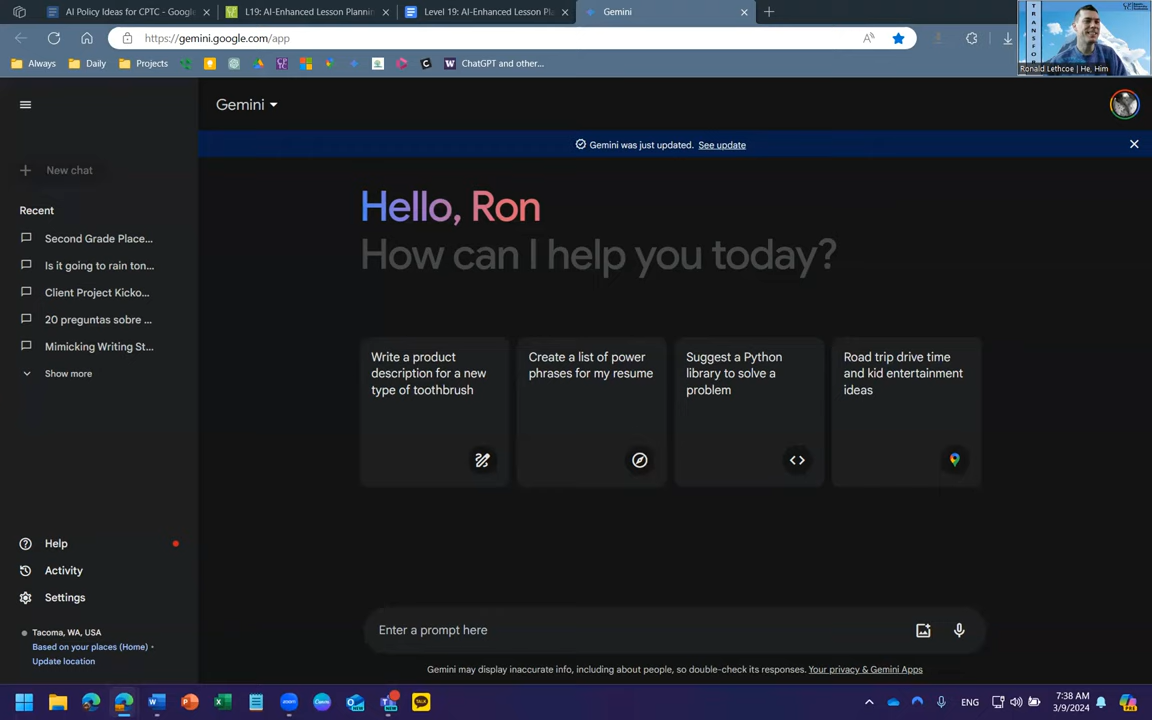 AI Policy Ideas for CPTC - Google
L19: AI-Enhanced Lesson Planni
Level 19: AI-Enhanced Lesson Pla
Gemini
https://gemini.google.com/app
Always
Daily
Projects
ChatGPT and other...
TRANSFO
Ronald Lethcoe | He, Him
Gemini
Gemini was just updated. See update
New chat
Recent
Second Grade Place...
Is it going to rain ton...
Client Project Kicko...
20 preguntas sobre ...
Mimicking Writing St...
Show more
Hello, Ron
How can I help you today?
Write a product
description for a new
type of toothbrush
Create a list of power
phrases for my resume
Suggest a Python
library to solve a
problem
Road trip drive time
and kid entertainment
ideas
Help
Activity
Settings
Tacoma, WA, USA
Based on your places (Home) •
Update location
Enter a prompt here
Gemini may display inaccurate info, including about people, so double-check its responses. Your privacy & Gemini Apps
TALK
ENG
7:38 AM
3/9/2024